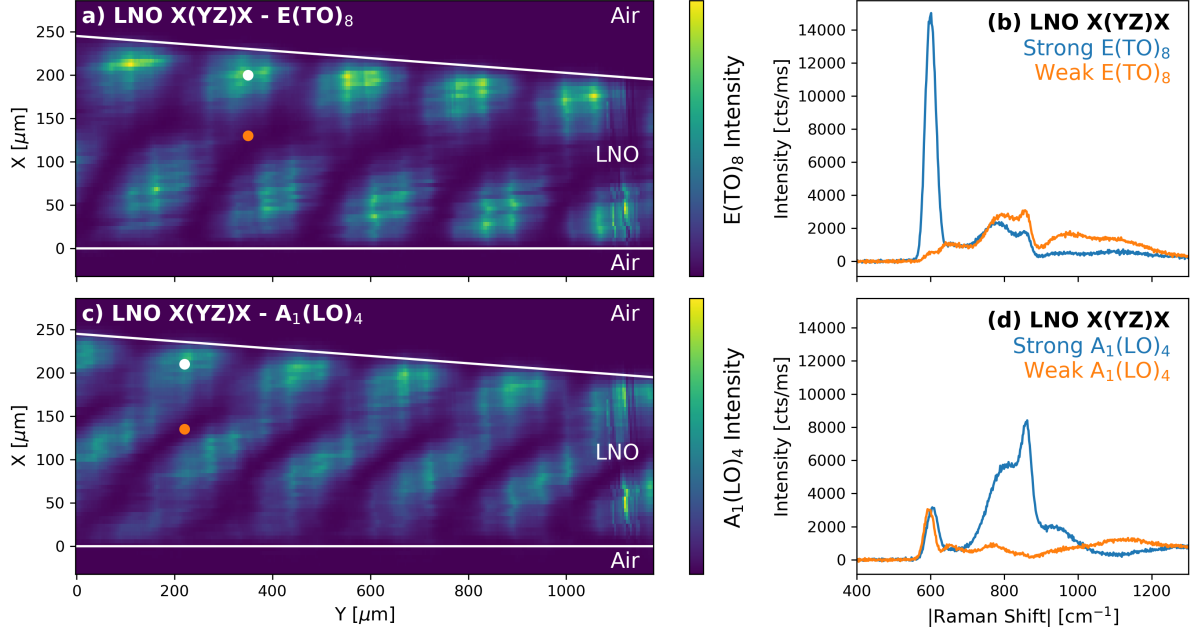 a) LNO X(YZ)X - E(TO)₈
Air
250
200
150
100
50
0
X [μm]
LNO
Air
E(TO)₈ Intensity
(b) LNO X(YZ)X
Strong E(TO)₈
Weak E(TO)₈
14000
12000
10000
8000
6000
4000
2000
0
Intensity [cts/ms]
c) LNO X(YZ)X - A₁(LO)₄
Air
250
200
150
100
50
0
X [μm]
LNO
Air
0
200
400
600
800
1000
Y [μm]
A₁(LO)₄ Intensity
(d) LNO X(YZ)X
Strong A₁(LO)₄
Weak A₁(LO)₄
14000
12000
10000
8000
6000
4000
2000
0
Intensity [cts/ms]
400
600
800
1000
1200
|Raman Shift| [cm⁻¹]